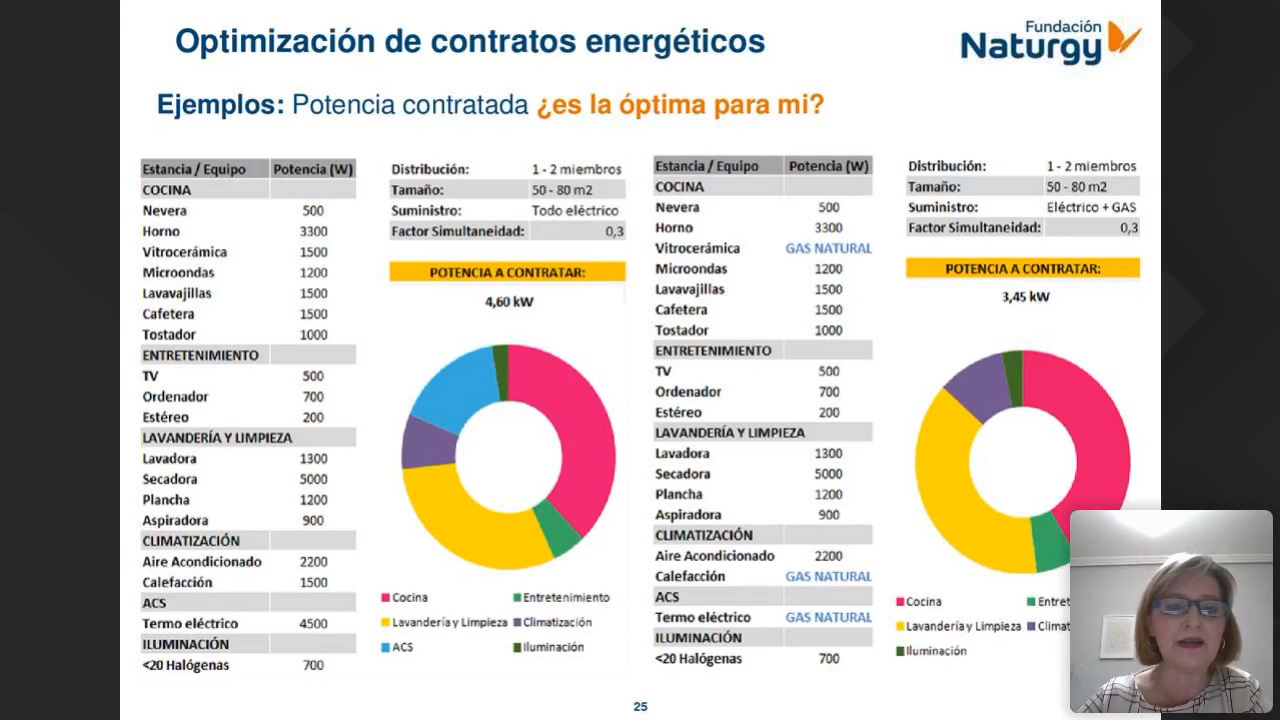 Optimización de contratos energéticos
Fundación
Naturgy
Ejemplos: Potencia contratada ¿es la óptima para mi?
Estancia / Equipo Potencia (W)
COCINA
Nevera 500
Horno 3300
Vitrocerámica 1500
Microondas 1200
Lavavajillas 1500
Cafetera 1500
Tostador 1000
ENTRETENIMIENTO
TV 500
Ordenador 700
Estéreo 200
LAVANDERÍA Y LIMPIEZA
Lavadora 1300
Secadora 5000
Plancha 1200
Aspiradora 900
CLIMATIZACIÓN
Aire Acondicionado 2200
Calefacción 1500
ACS
Termo eléctrico 4500
ILUMINACIÓN
<20 Halógenas 700
Distribución: 1 - 2 miembros
Tamaño: 50 - 80 m2
Suministro: Todo eléctrico
Factor Simultaneidad: 0,3
POTENCIA A CONTRATAR:
4,60 kW
Cocina Entretenimiento
Lavandería y Limpieza Climatización
ACS Iluminación
Estancia / Equipo Potencia (W)
COCINA
Nevera 500
Horno 3300
Vitrocerámica GAS NATURAL
Microondas 1200
Lavavajillas 1500
Cafetera 1500
Tostador 1000
ENTRETENIMIENTO
TV 500
Ordenador 700
Estéreo 200
LAVANDERÍA Y LIMPIEZA
Lavadora 1300
Secadora 5000
Plancha 1200
Aspiradora 900
CLIMATIZACIÓN
Aire Acondicionado 2200
Calefacción GAS NATURAL
ACS
Termo eléctrico GAS NATURAL
ILUMINACIÓN
<20 Halógenas 700
Distribución: 1 - 2 miembros
Tamaño: 50 - 80 m2
Suministro: Eléctrico + GAS
Factor Simultaneidad: 0,3
POTENCIA A CONTRATAR:
3,45 kW
Cocina Entret
Lavandería y Limpieza Climat
Iluminación
25